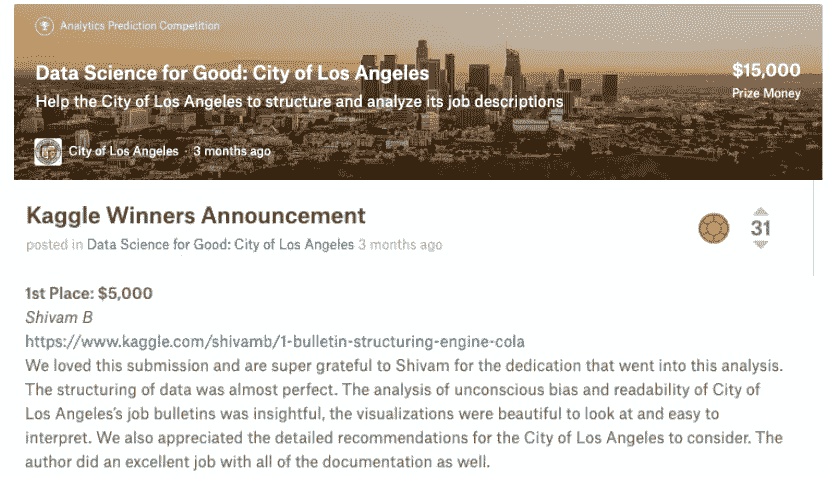 Analytics Prediction Competition
Data Science for Good: City of Los Angeles
Help the City of Los Angeles to structure and analyze its job descriptions
$15,000
Prize Money
City of Los Angeles · 3 months ago
Kaggle Winners Announcement
posted in Data Science for Good: City of Los Angeles 3 months ago
31
1st Place: $5,000
Shivam B
https://www.kaggle.com/shivamb/1-bulletin-structuring-engine-cola
We loved this submission and are super grateful to Shivam for the dedication that went into this analysis.
The structuring of data was almost perfect. The analysis of unconscious bias and readability of City of
Los Angeles's job bulletins was insightful, the visualizations were beautiful to look at and easy to
interpret. We also appreciated the detailed recommendations for the City of Los Angeles to consider. The
author did an excellent job with all of the documentation as well.